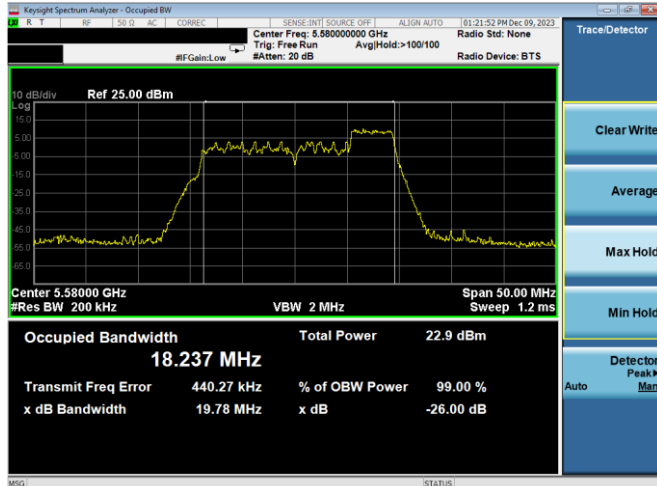 Keysight Spectrum Analyzer - Occupied BW
LXI R T RF 50 Ω AC CORREC SENSE:INT SOURCE OFF ALIGN AUTO 01:21:52 PM Dec 09, 2023
Center Freq: 5.580000000 GHz Radio Std: None
Trig: Free Run Avg|Hold:>100/100
#IFGain:Low #Atten: 20 dB Radio Device: BTS
10 dB/div Ref 25.00 dBm
Log
15.0
5.00
-5.00
-15.0
-25.0
-35.0
-45.0
-55.0
-65.0
Center 5.58000 GHz Span 50.00 MHz
#Res BW 200 kHz VBW 2 MHz Sweep 1.2 ms
Occupied Bandwidth Total Power 22.9 dBm
18.237 MHz
Transmit Freq Error 440.27 kHz % of OBW Power 99.00 %
x dB Bandwidth 19.78 MHz x dB -26.00 dB
MSG STATUS
Trace/Detector
Clear Write
Average
Max Hold
Min Hold
Detector
Peak▶
Auto Man